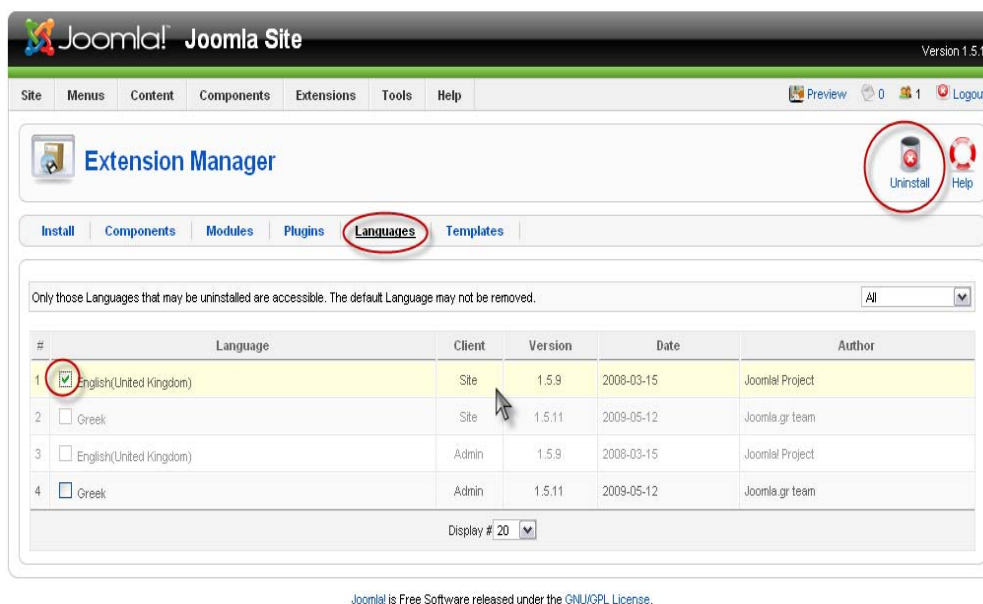 Joomla! Joomla Site
Version 1.5.1
Site Menus Content Components Extensions Tools Help Preview 0 1 Logou
Extension Manager
Uninstall Help
Install Components Modules Plugins Languages Templates
Only those Languages that may be uninstalled are accessible. The default Language may not be removed. All
# Language Client Version Date Author
1 English(United Kingdom) Site 1.5.9 2008-03-15 Joomla! Project
2 Greek Site 1.5.11 2009-05-12 Joomla.gr team
3 English(United Kingdom) Admin 1.5.9 2008-03-15 Joomla! Project
4 Greek Admin 1.5.11 2009-05-12 Joomla.gr team
Display # 20
Joomla! is Free Software released under the GNU/GPL License.